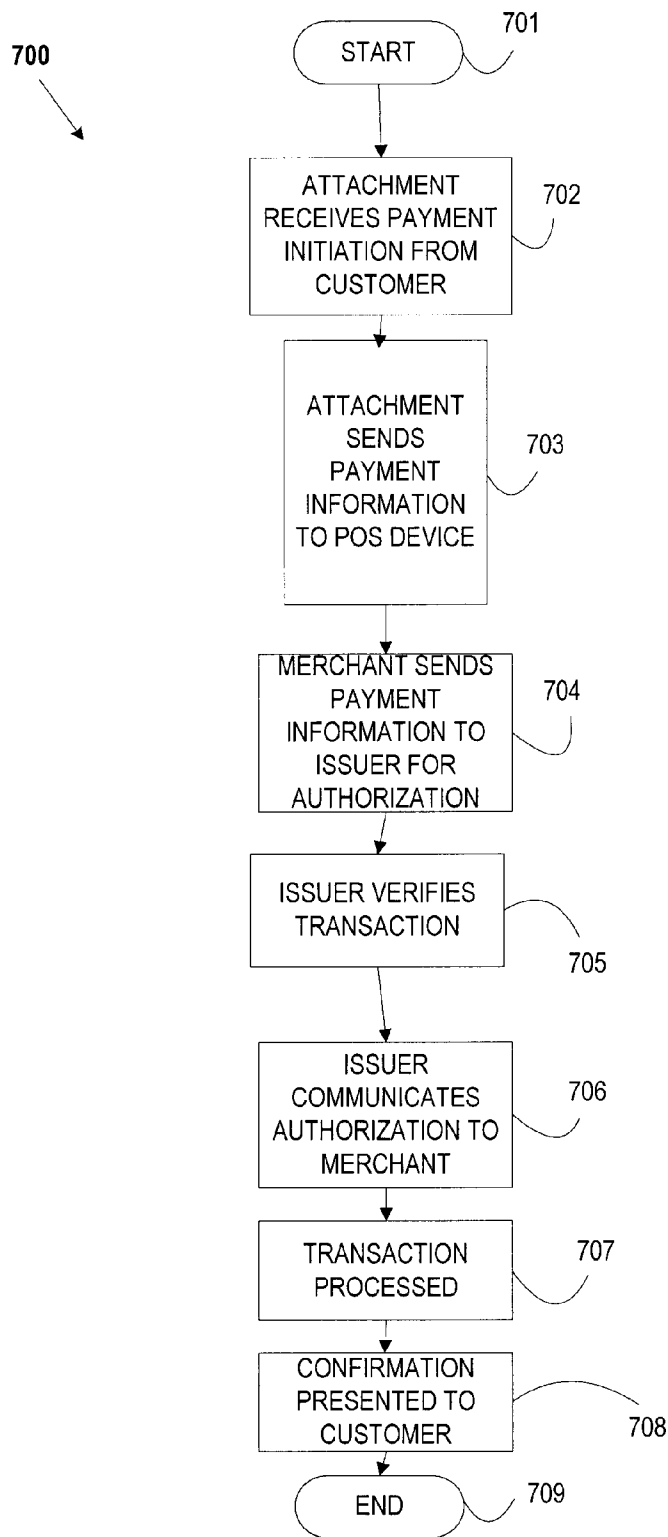 700
START
701
ATTACHMENT
RECEIVES PAYMENT
INITIATION FROM
CUSTOMER
702
ATTACHMENT
SENDS
PAYMENT
INFORMATION
TO POS DEVICE
703
MERCHANT SENDS
PAYMENT
INFORMATION TO
ISSUER FOR
AUTHORIZATION
704
ISSUER VERIFIES
TRANSACTION
705
ISSUER
COMMUNICATES
AUTHORIZATION TO
MERCHANT
706
TRANSACTION
PROCESSED
707
CONFIRMATION
PRESENTED TO
CUSTOMER
708
END
709